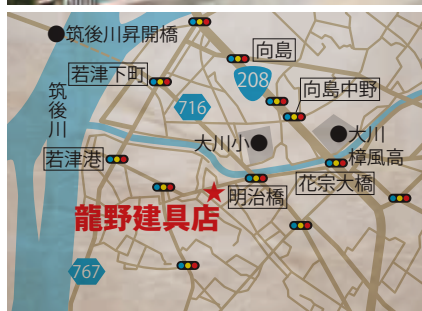 筑後川昇開橋
向島
若津下町
208
向島中野
筑後川
716
大川小
大川
樟風高
若津港
明治橋
花宗大橋
龍野建具店
767